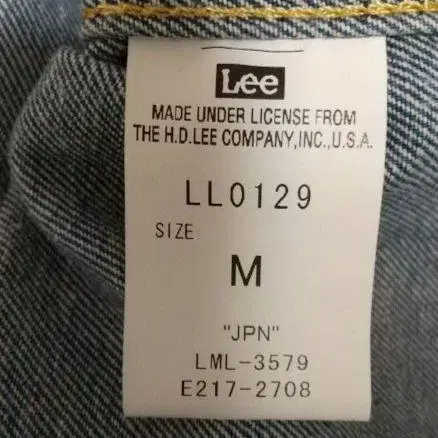 Lee
MADE UNDER LICENSE FROM
THE H.D.LEE COMPANY,INC.,U.S.A.
LL0129
SIZE
M
"JPN"
LML-3579
E217-2708